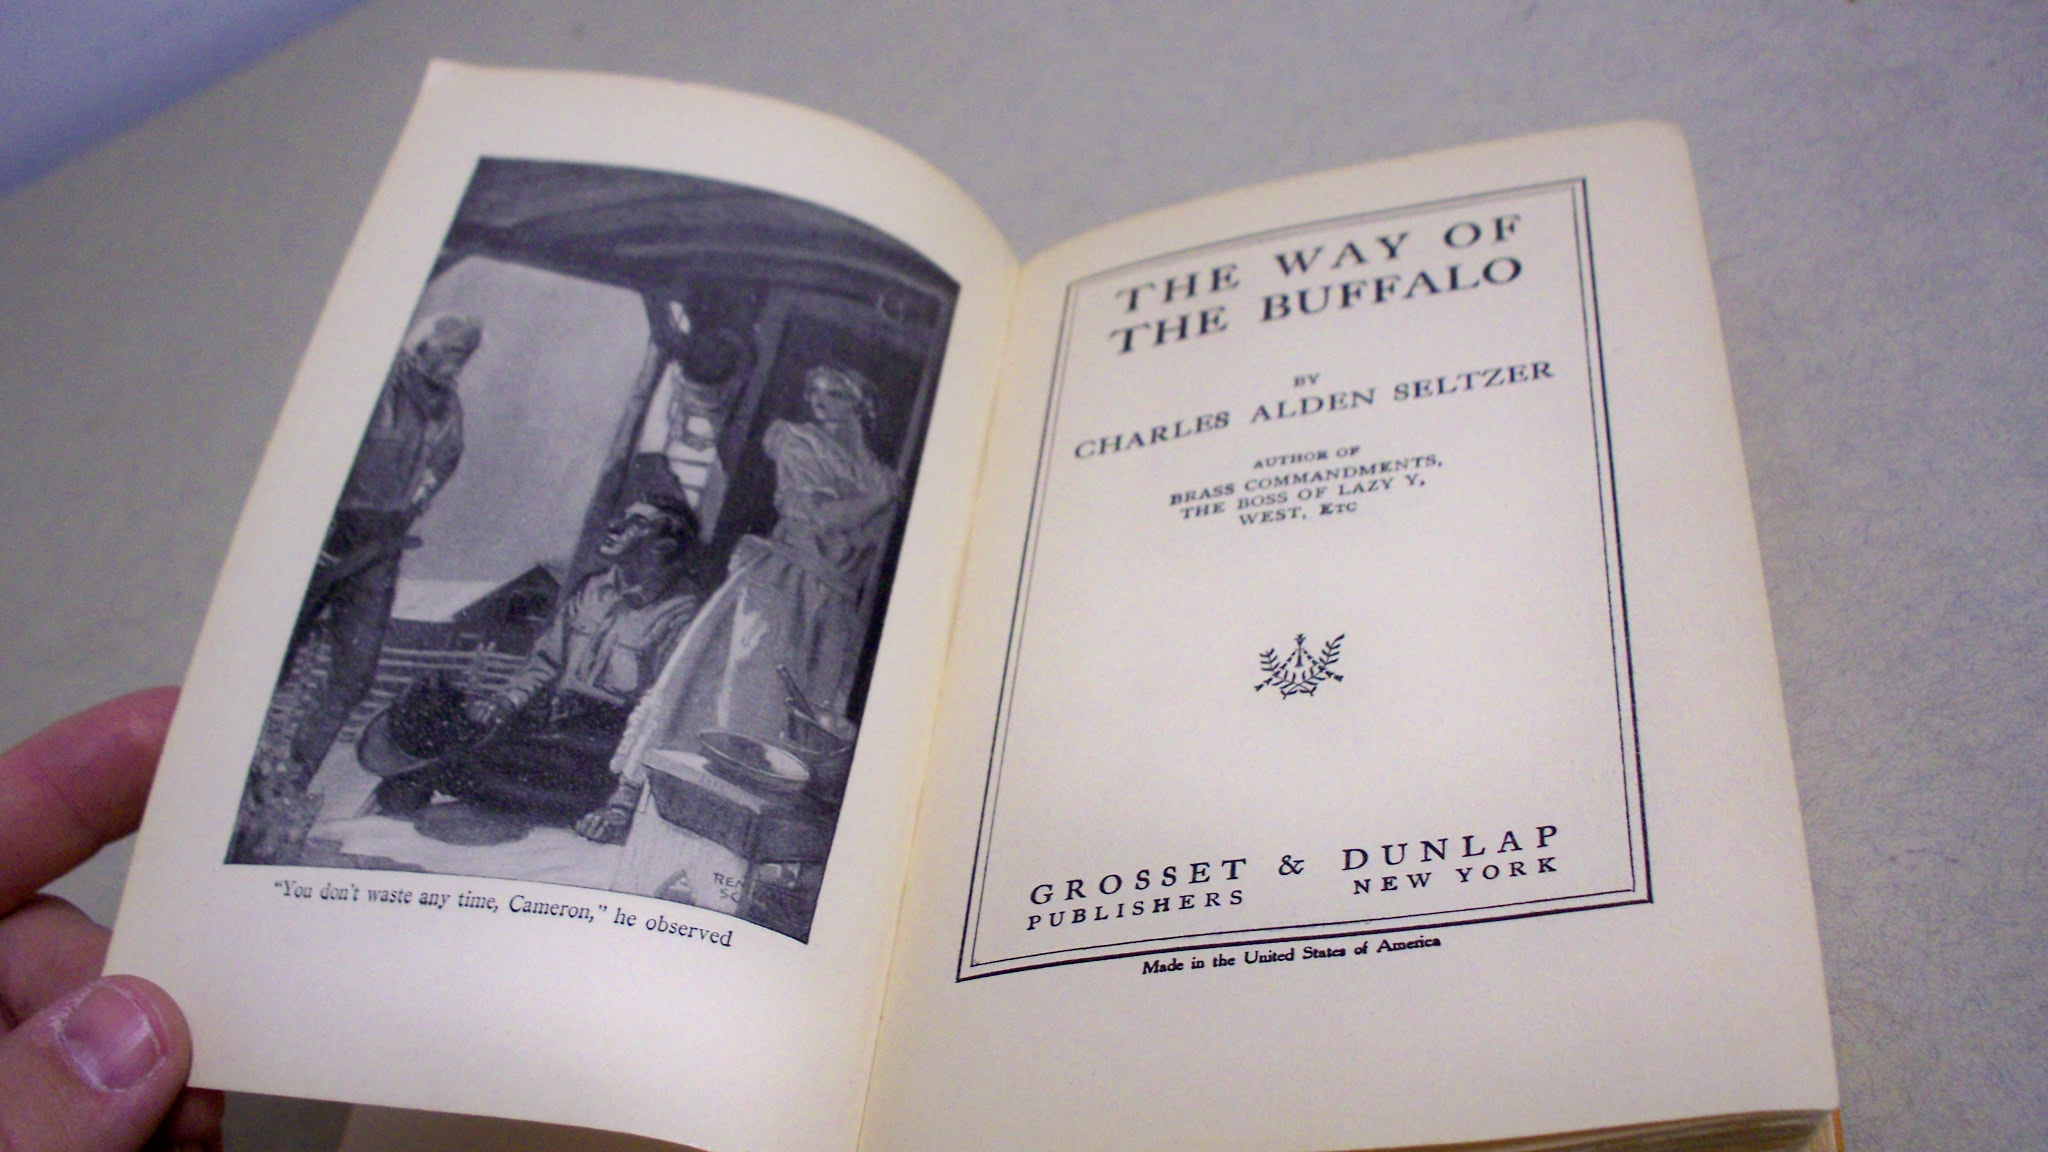 "You don't waste any time, Cameron," he observed
THE WAY OF
THE BUFFALO
BY
CHARLES ALDEN SELTZER
AUTHOR OF
BRASS COMMANDMENTS,
THE BOSS OF LAZY Y,
WEST, ETC
GROSSET & DUNLAP
PUBLISHERS NEW YORK
Made in the United States of America